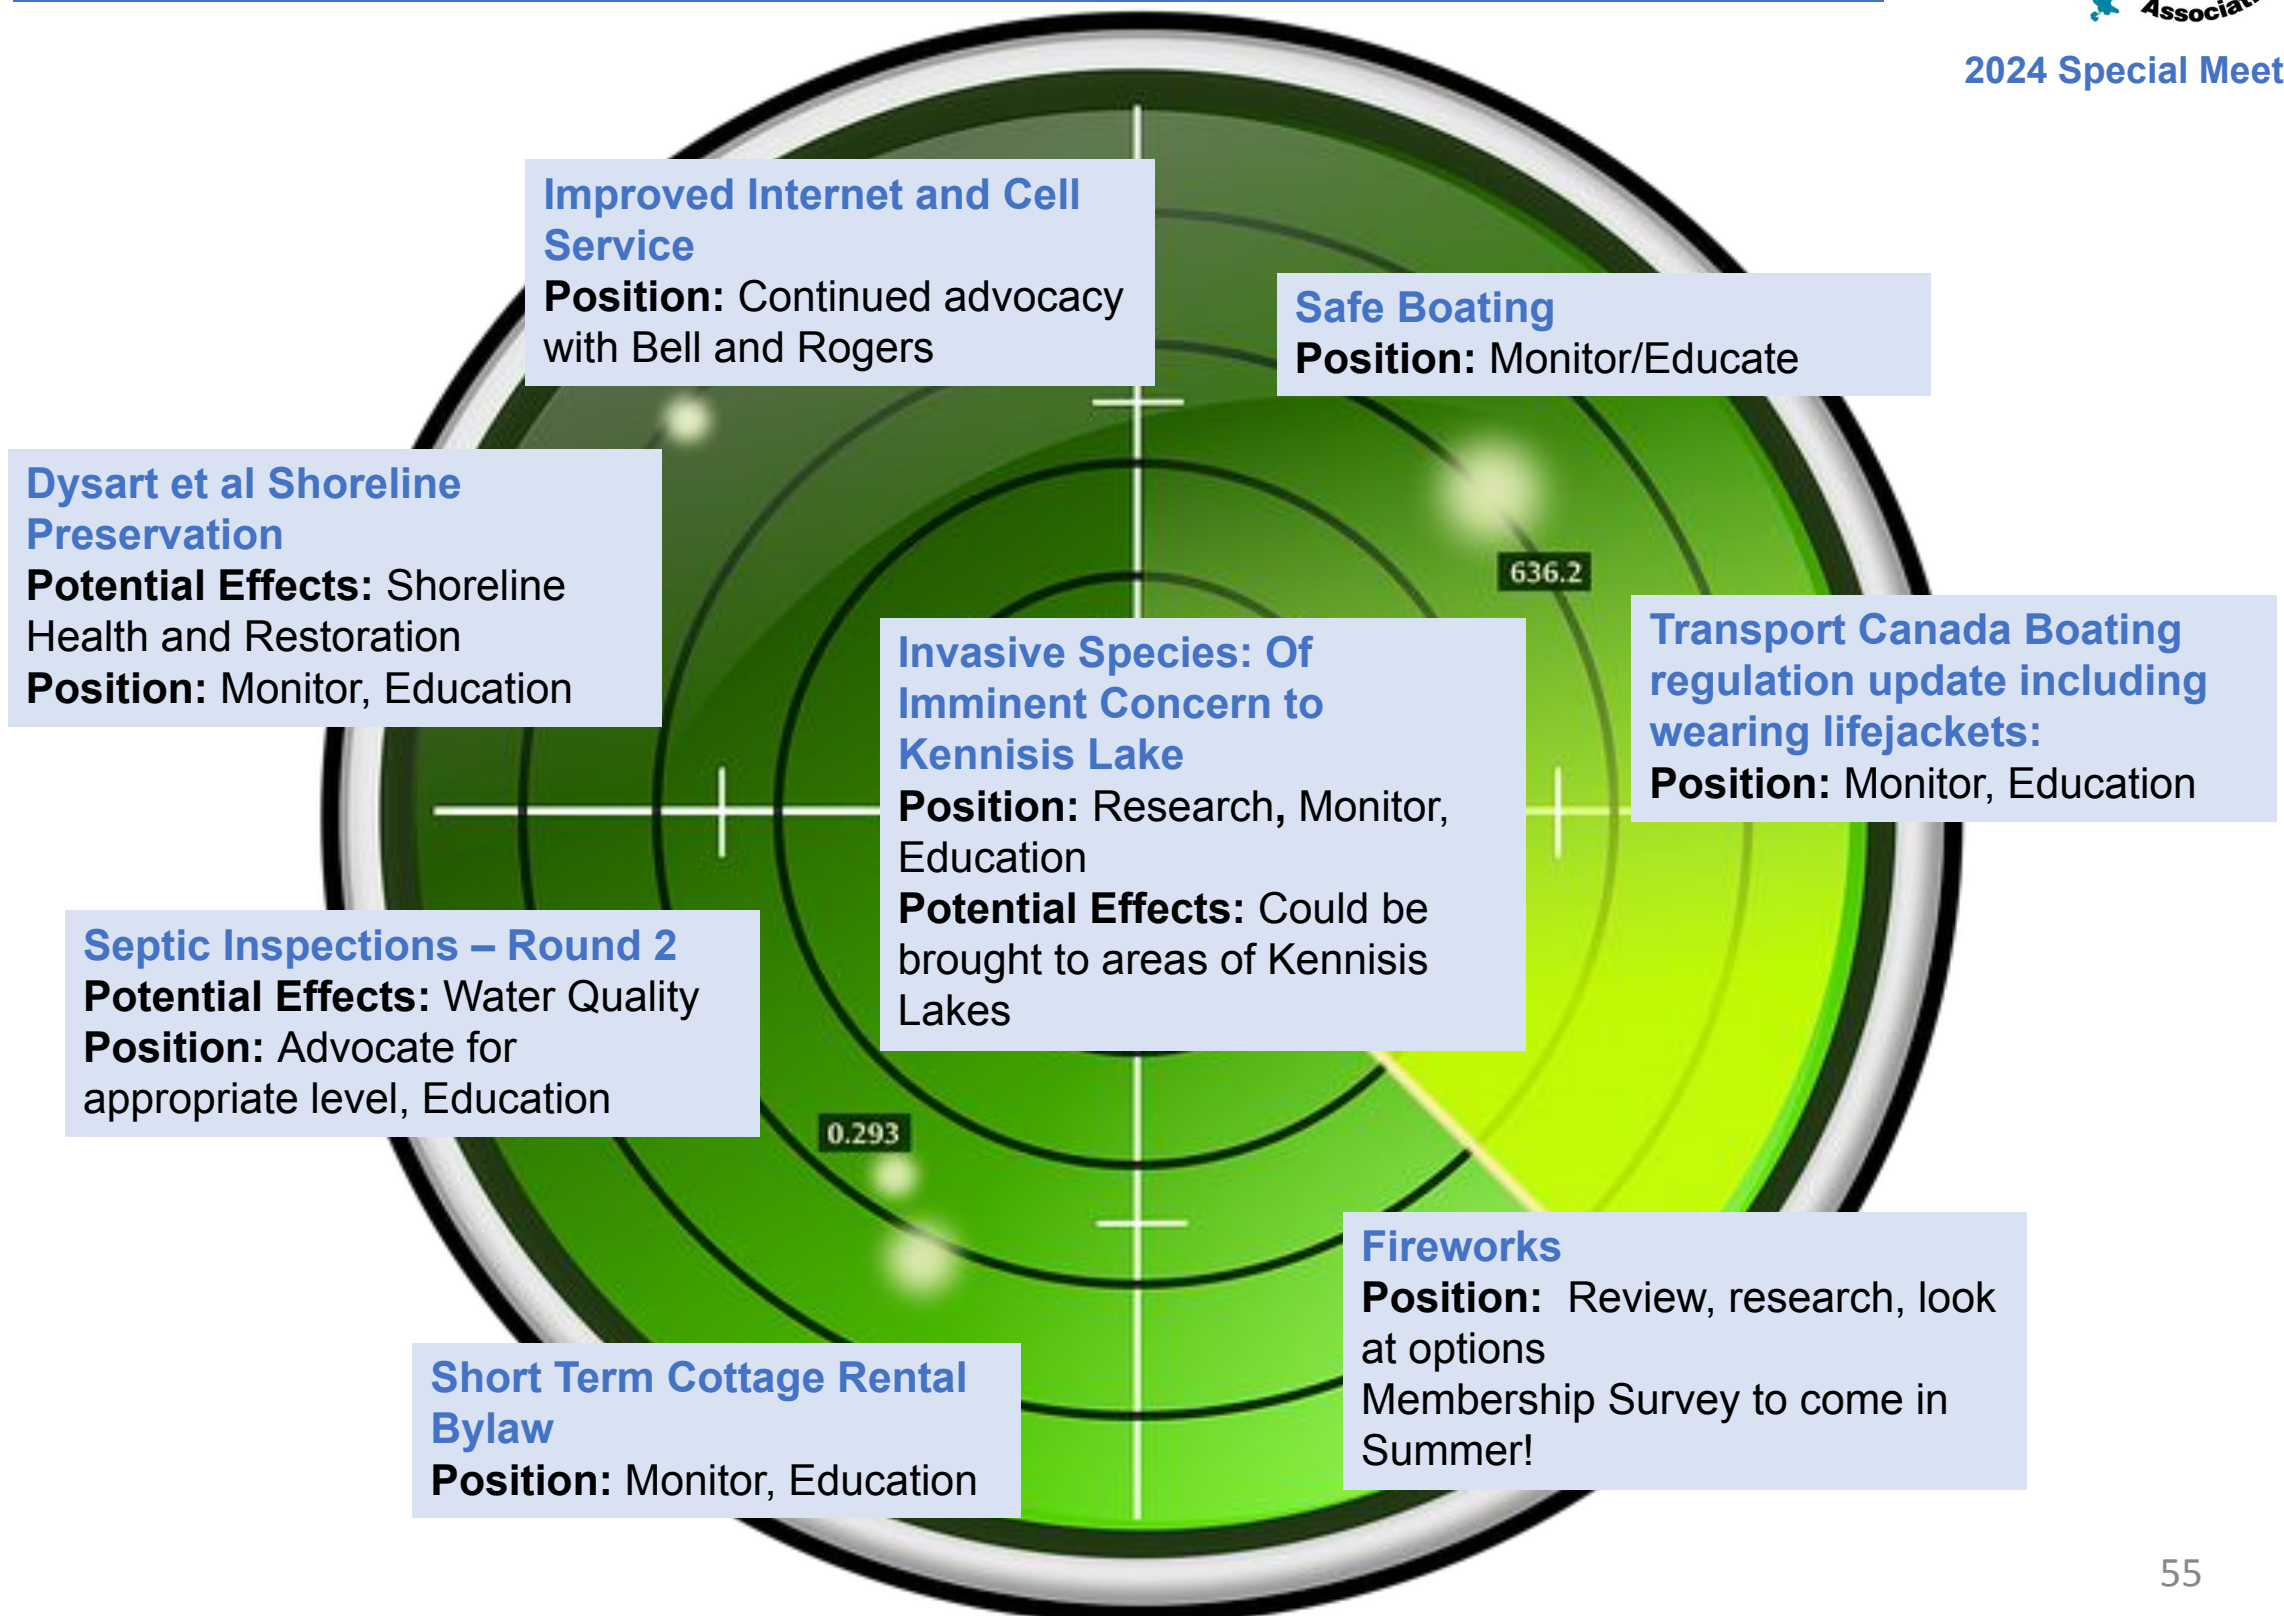 2024 Special Meet
Improved Internet and Cell
Service
Position: Continued advocacy
with Bell and Rogers
Safe Boating
Position: Monitor/Educate
Dysart et al Shoreline
Preservation
Potential Effects: Shoreline
Health and Restoration
Position: Monitor, Education
636.2
Invasive Species: Of
Imminent Concern to
Kennisis Lake
Position: Research, Monitor,
Education
Potential Effects: Could be
brought to areas of Kennisis
Lakes
Transport Canada Boating
regulation update including
wearing lifejackets:
Position: Monitor, Education
Septic Inspections – Round 2
Potential Effects: Water Quality
Position: Advocate for
appropriate level, Education
0.293
Short Term Cottage Rental
Bylaw
Position: Monitor, Education
Fireworks
Position: Review, research, look
at options
Membership Survey to come in
Summer!
55